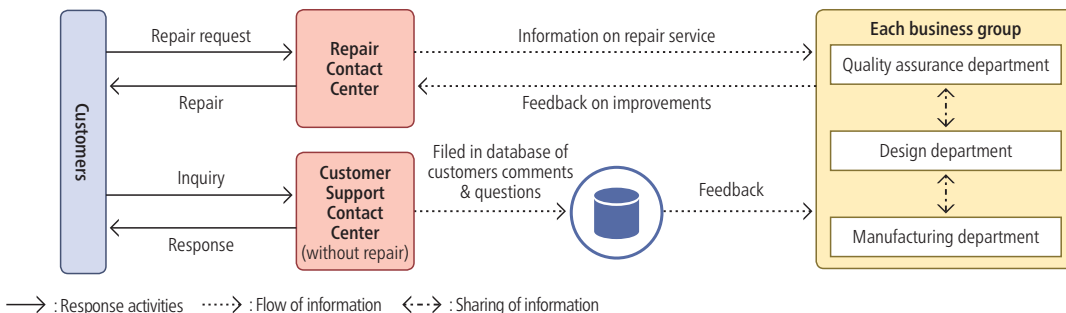 Customers
Repair request
Repair
Repair
Contact
Center
Information on repair service
Feedback on improvements
Inquiry
Response
Customer
Support
Contact
Center
(without repair)
Filed in database of
customers comments
& questions
Feedback
Each business group
Quality assurance department
Design department
Manufacturing department
: Response activities
: Flow of information
: Sharing of information